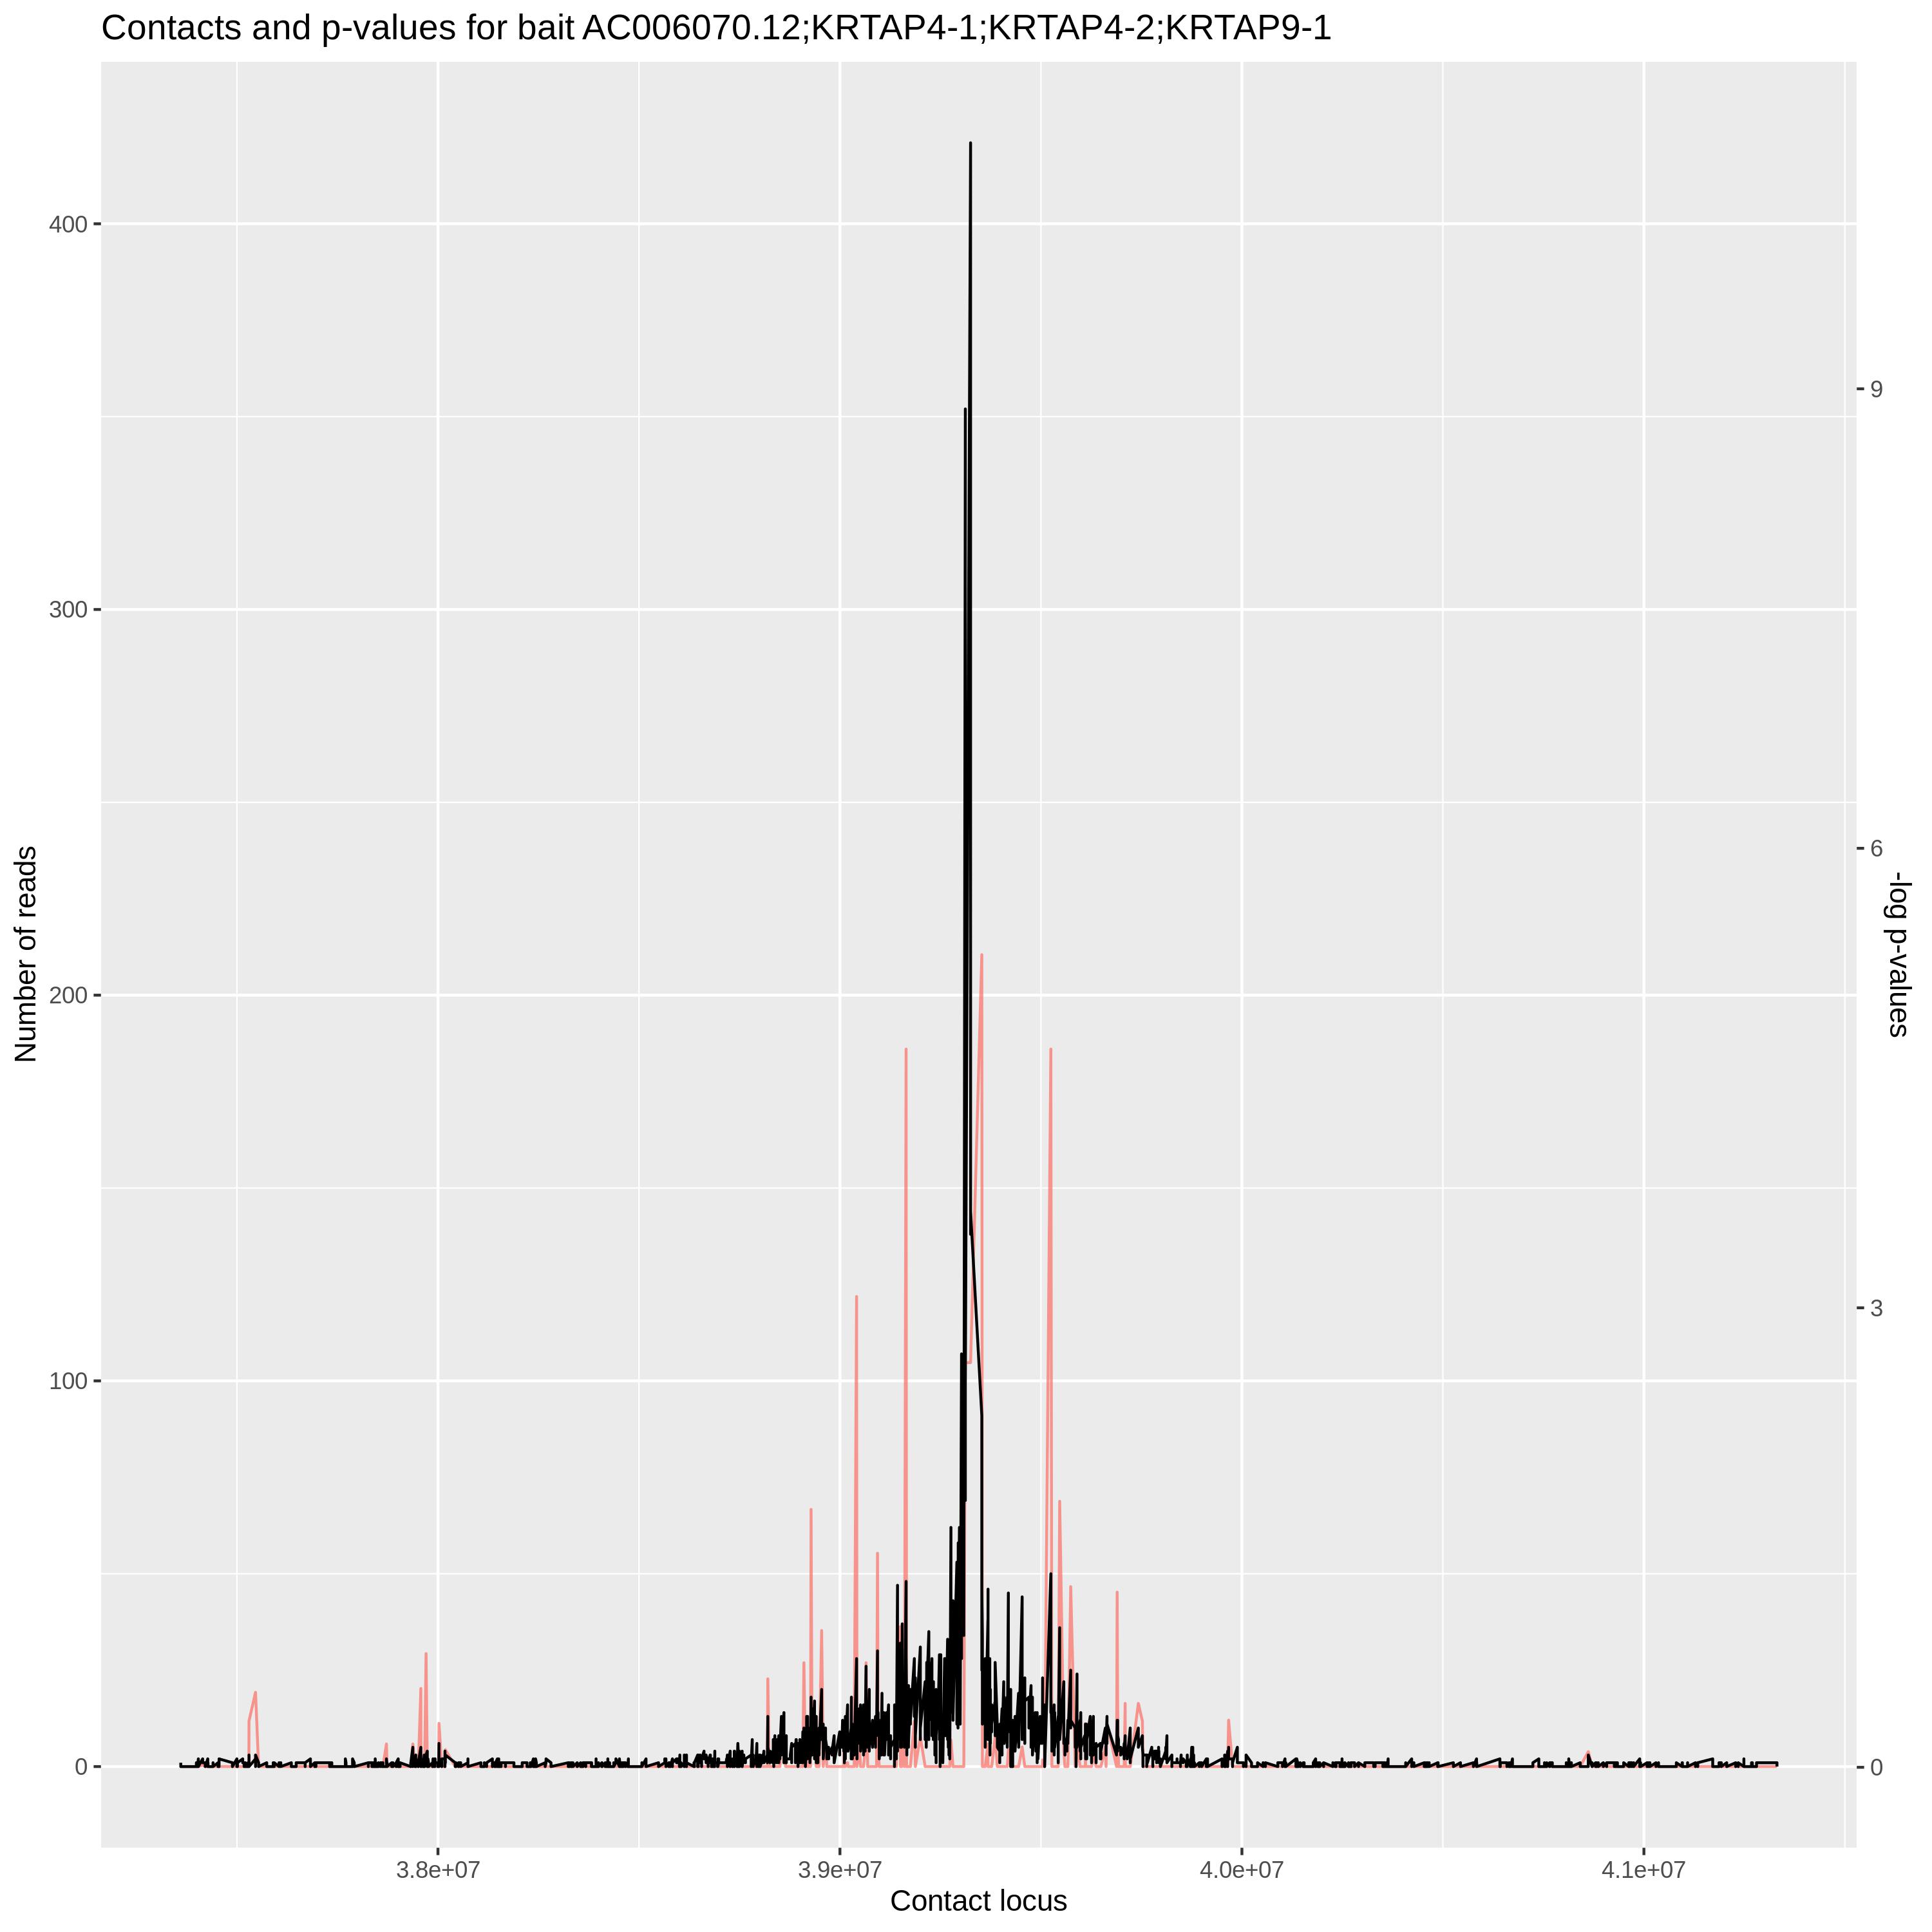 Contacts and p-values for bait AC006070.12;KRTAP4-1;KRTAP4-2;KRTAP9-1
400
300
200
100
0
Number of reads
9
6
3
0
-log p-values
3.8e+07
3.9e+07
4.0e+07
4.1e+07
Contact locus